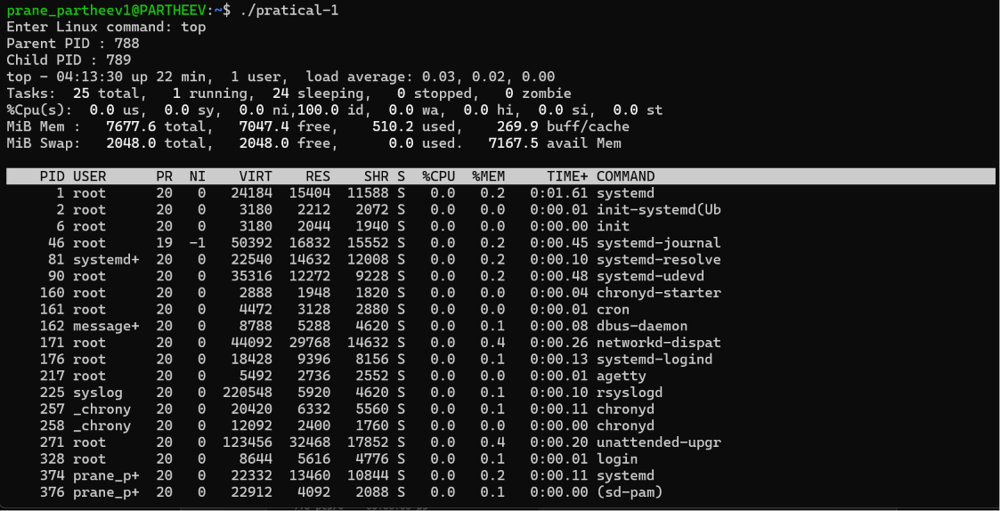 prane_partheev1@PARTHEEV:~$ ./pratical-1
Enter Linux command: top
Parent PID : 788
Child PID : 789
top - 04:13:30 up 22 min,  1 user,  load average: 0.03, 0.02, 0.00
Tasks:  25 total,   1 running,  24 sleeping,   0 stopped,   0 zombie
%Cpu(s):  0.0 us,  0.0 sy,  0.0 ni,100.0 id,  0.0 wa,  0.0 hi,  0.0 si,  0.0 st
MiB Mem :   7677.6 total,   7047.4 free,    510.2 used,    269.9 buff/cache
MiB Swap:   2048.0 total,   2048.0 free,      0.0 used.   7167.5 avail Mem
    PID USER      PR  NI    VIRT    RES    SHR S  %CPU  %MEM     TIME+ COMMAND
      1 root      20   0   24184  15404  11588 S   0.0   0.2   0:01.61 systemd
      2 root      20   0    3180   2212   2072 S   0.0   0.0   0:00.01 init-systemd(Ub
      6 root      20   0    3180   2044   1940 S   0.0   0.0   0:00.00 init
     46 root      19  -1   50392  16832  15552 S   0.0   0.2   0:00.45 systemd-journal
     81 systemd+  20   0   22540  14632  12008 S   0.0   0.2   0:00.10 systemd-resolve
     90 root      20   0   35316  12272   9228 S   0.0   0.2   0:00.48 systemd-udevd
    160 root      20   0    2888   1948   1820 S   0.0   0.0   0:00.04 chronyd-starter
    161 root      20   0    4472   3128   2880 S   0.0   0.0   0:00.01 cron
    162 message+  20   0    8788   5288   4620 S   0.0   0.1   0:00.08 dbus-daemon
    171 root      20   0   44092  29768  14632 S   0.0   0.4   0:00.26 networkd-dispat
    176 root      20   0   18428   9396   8156 S   0.0   0.1   0:00.13 systemd-logind
    217 root      20   0    5492   2736   2552 S   0.0   0.0   0:00.01 agetty
    225 syslog    20   0  220548   5920   4620 S   0.0   0.1   0:00.10 rsyslogd
    257 _chrony   20   0   20420   6332   5560 S   0.0   0.1   0:00.11 chronyd
    258 _chrony   20   0   12092   2400   1760 S   0.0   0.0   0:00.00 chronyd
    271 root      20   0  123456  32468  17852 S   0.0   0.4   0:00.20 unattended-upgr
    328 root      20   0    8644   5616   4776 S   0.0   0.1   0:00.01 login
    374 prane_p+  20   0   22332  13460  10844 S   0.0   0.2   0:00.11 systemd
    376 prane_p+  20   0   22912   4092   2088 S   0.0   0.1   0:00.00 (sd-pam)